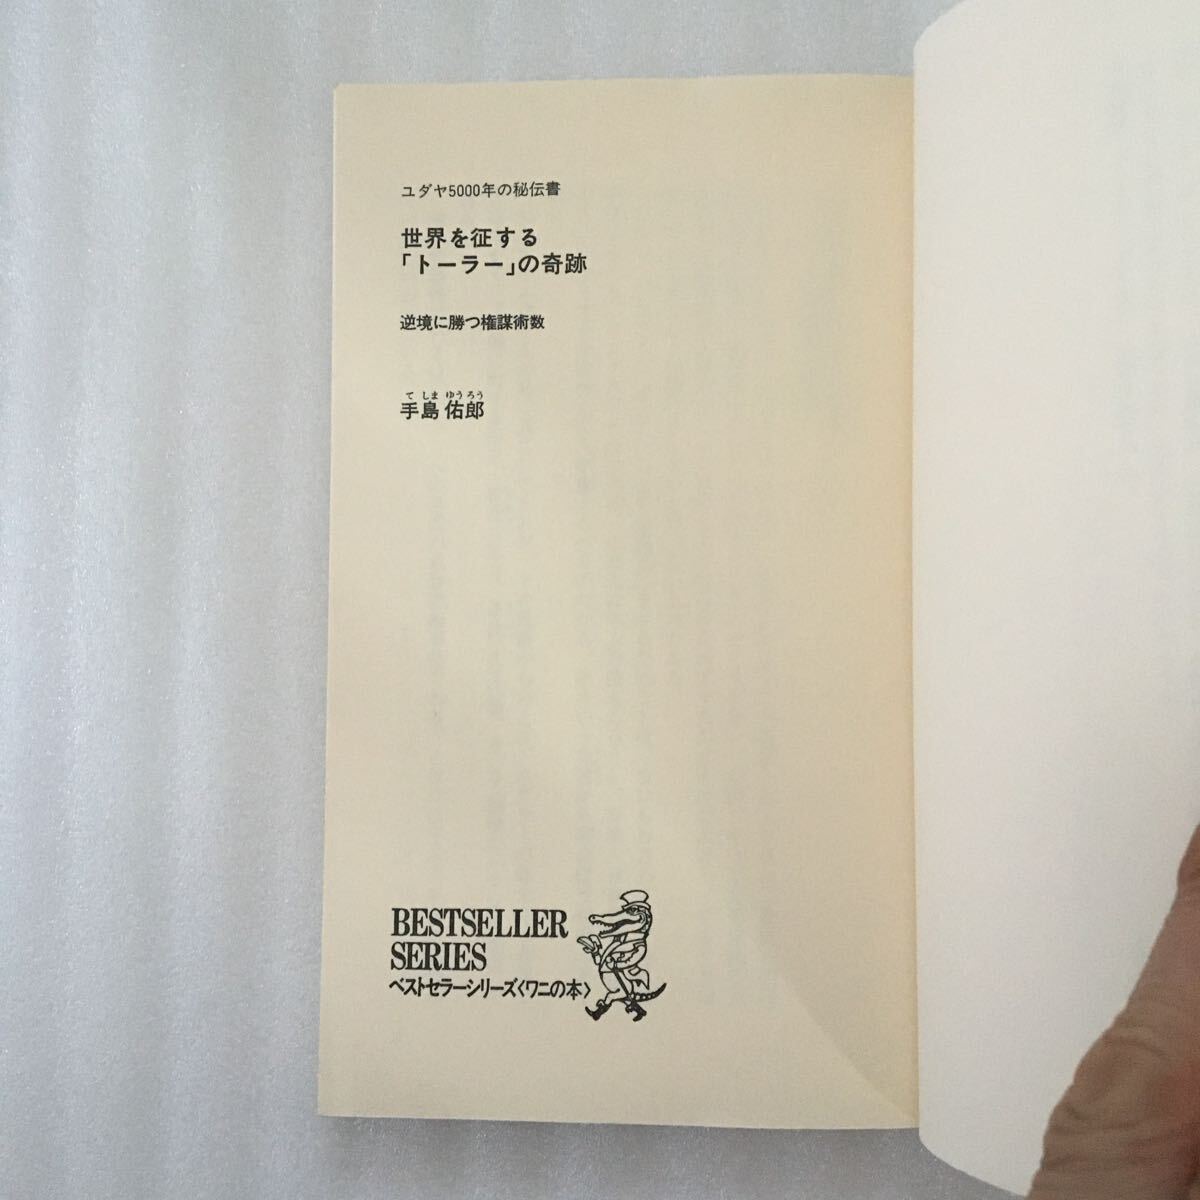 ユダヤ5000年の秘伝書
世界を征する
「トーラー」の奇跡
逆境に勝つ権謀術数
て しま ゆうろう
手島 佑郎
BESTSELLER
SERIES
ベストセラーシリーズ〈ワニの本〉